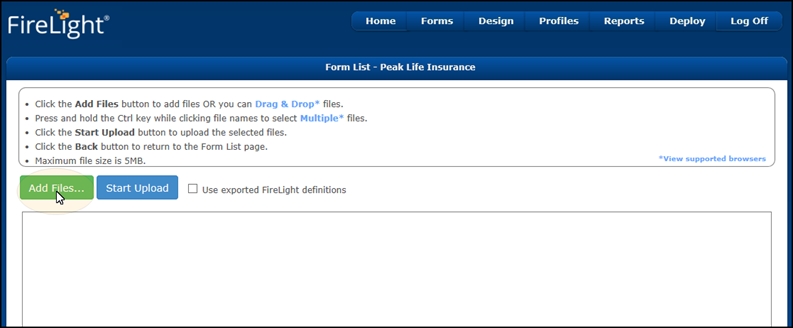 FireLight®
Home Forms Design Profiles Reports Deploy Log Off
Form List - Peak Life Insurance
• Click the Add Files button to add files OR you can Drag & Drop* files.
• Press and hold the Ctrl key while clicking file names to select Multiple* files.
• Click the Start Upload button to upload the selected files.
• Click the Back button to return to the Form List page.
• Maximum file size is 5MB.
*View supported browsers
Add Files... Start Upload Use exported FireLight definitions